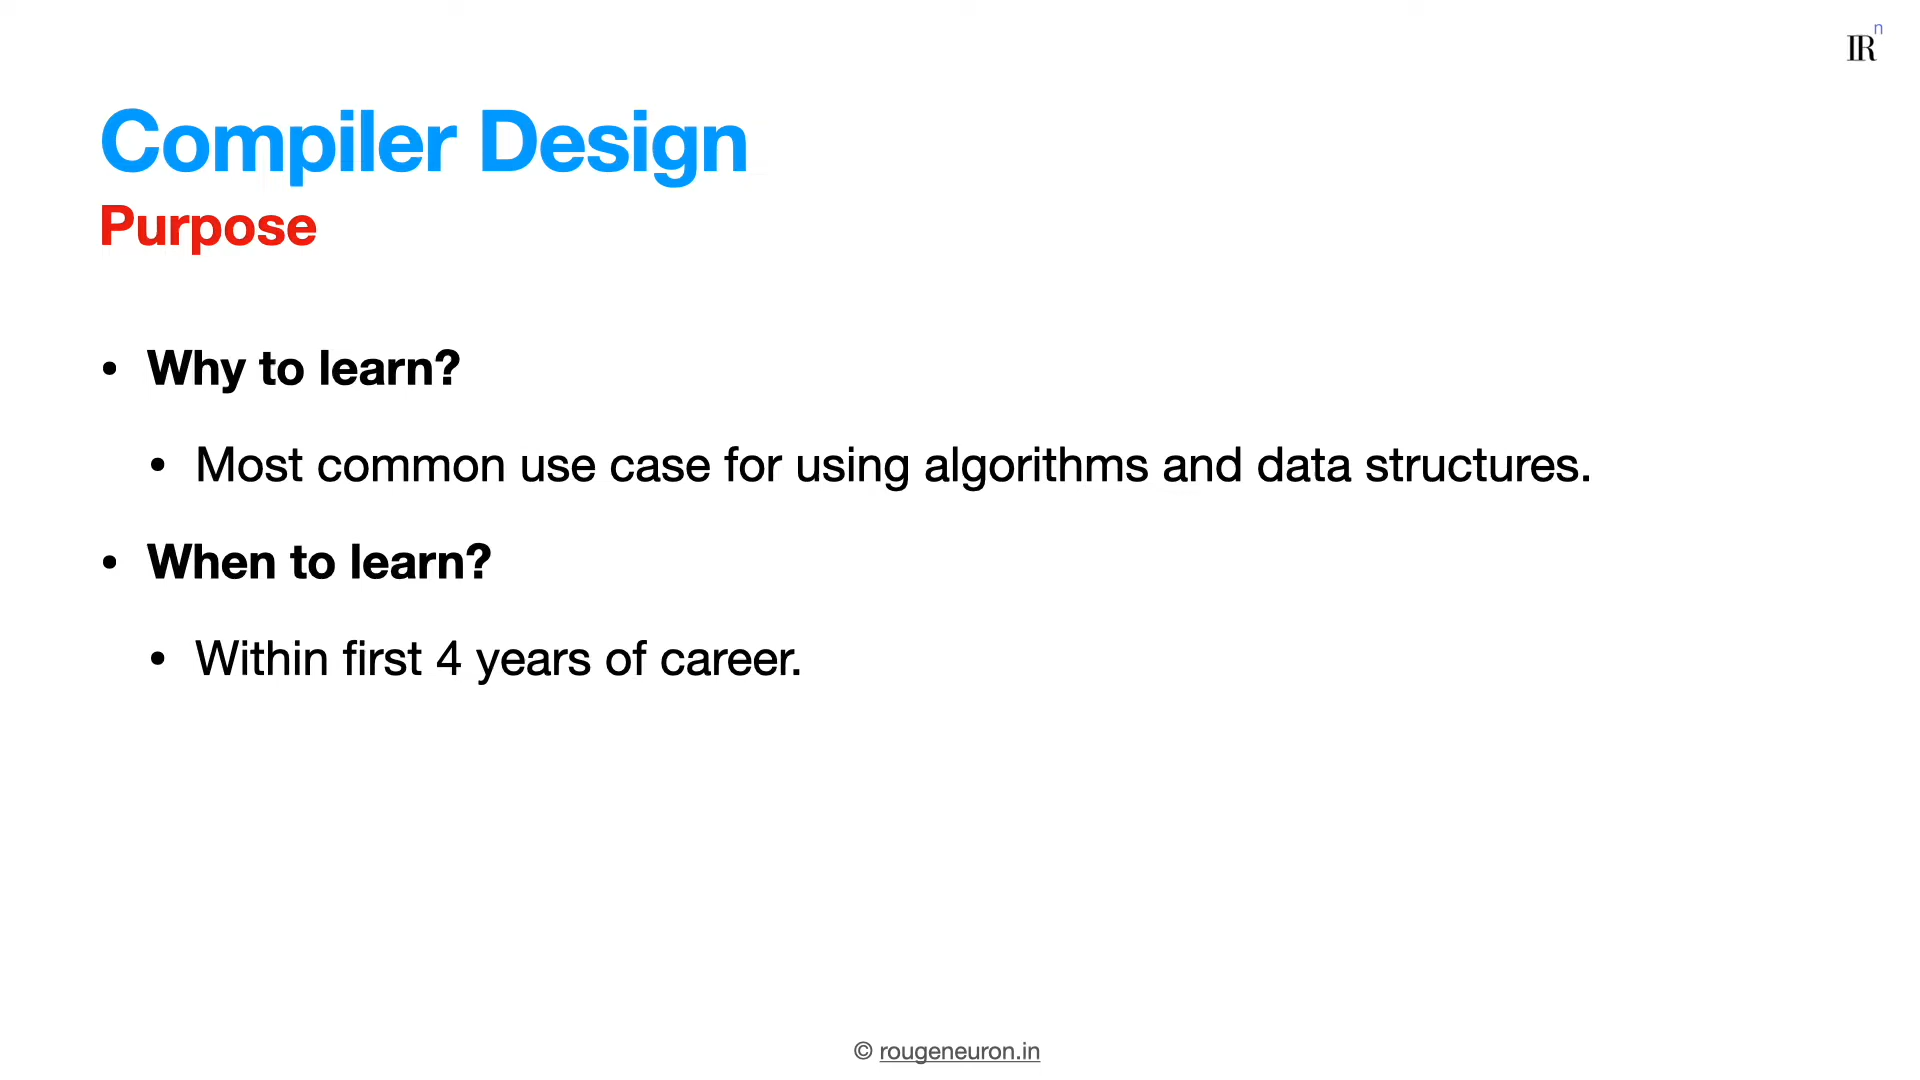 IRⁿ
Compiler Design
Purpose
• Why to learn?
• Most common use case for using algorithms and data structures.
• When to learn?
• Within first 4 years of career.
© rougeneuron.in